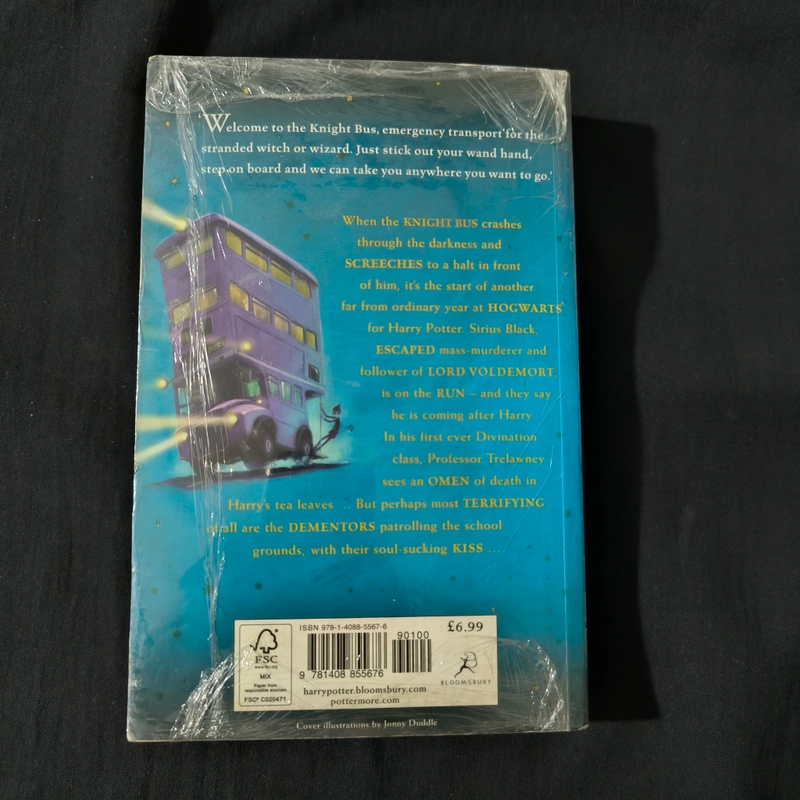 'Welcome to the Knight Bus, emergency transport for the
stranded witch or wizard. Just stick out your wand hand,
step on board and we can take you anywhere you want to go.'
When the KNIGHT BUS crashes
through the darkness and
SCREECHES to a halt in front
of him, it's the start of another
far from ordinary year at HOGWARTS
for Harry Potter. Sirius Black,
ESCAPED mass-murderer and
follower of LORD VOLDEMORT,
is on the RUN – and they say
he is coming after Harry
In his first ever Divination
class, Professor Trelawney
sees an OMEN of death in
Harry's tea leaves ... But perhaps most TERRIFYING
of all are the DEMENTORS patrolling the school
grounds, with their soul-sucking KISS ...
FSC
www.fsc.org
MIX
Paper from
responsible sources
FSC® C020471
ISBN 978-1-4088-5567-6
90100
9 781408 855676
harrypotter.bloomsbury.com
pottermore.com
£6.99
BLOOMSBURY
Cover illustrations by Jonny Duddle